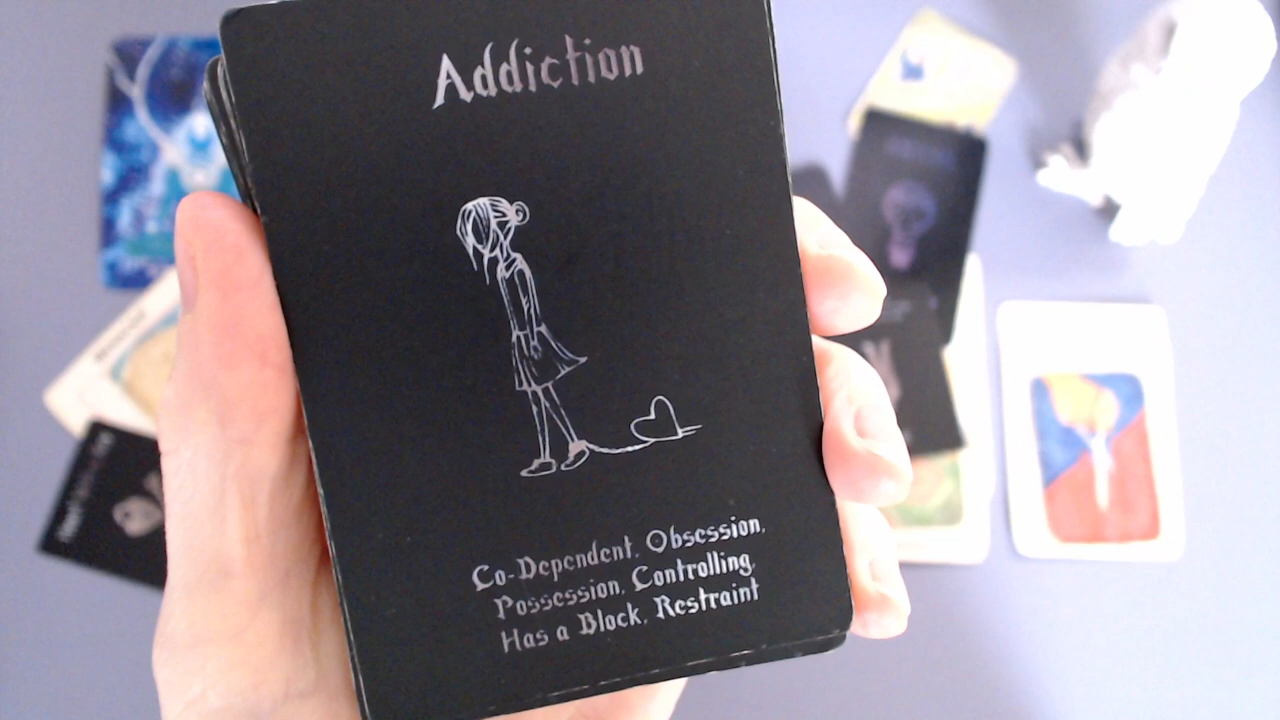 Addiction
Co-Dependent, Obsession,
Possession, Controlling,
Has a Block, Restraint